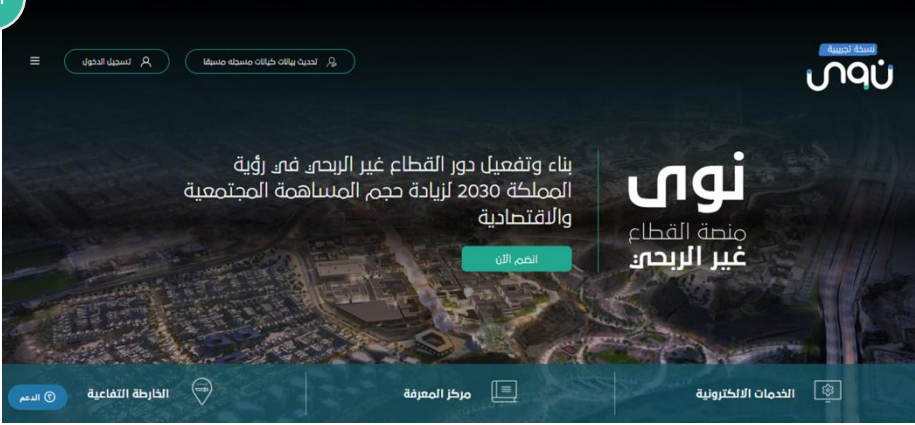 نسخة تجريبية
نوى
تحديث بيانات كيانات مسجله مسبقا
تسجيل الدخول
نوى
منصة القطاع
غير الربحي
بناء وتفعيل دور القطاع غير الربحي في رؤية
المملكة 2030 لزيادة حجم المساهمة المجتمعية
والاقتصادية
انضم الآن
الخدمات الالكترونية
مركز المعرفة
الخارطة التفاعية
الدعم